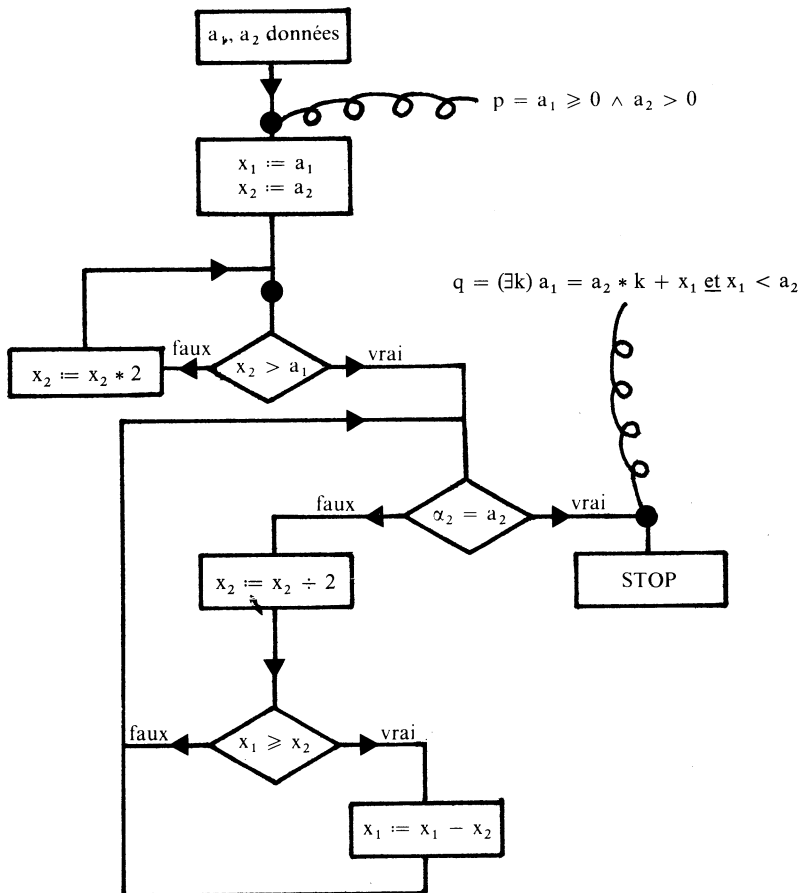 a₁, a₂ données
p = a₁ ⩾ 0 ∧ a₂ > 0
x₁ := a₁
x₂ := a₂
q = (∃k) a₁ = a₂ * k + x₁ et x₁ < a₂
faux
x₂ > a₁
vrai
x₂ := x₂ * 2
faux
α₂ = a₂
vrai
x₂ := x₂ ÷ 2
STOP
faux
x₁ ⩾ x₂
vrai
x₁ := x₁ − x₂